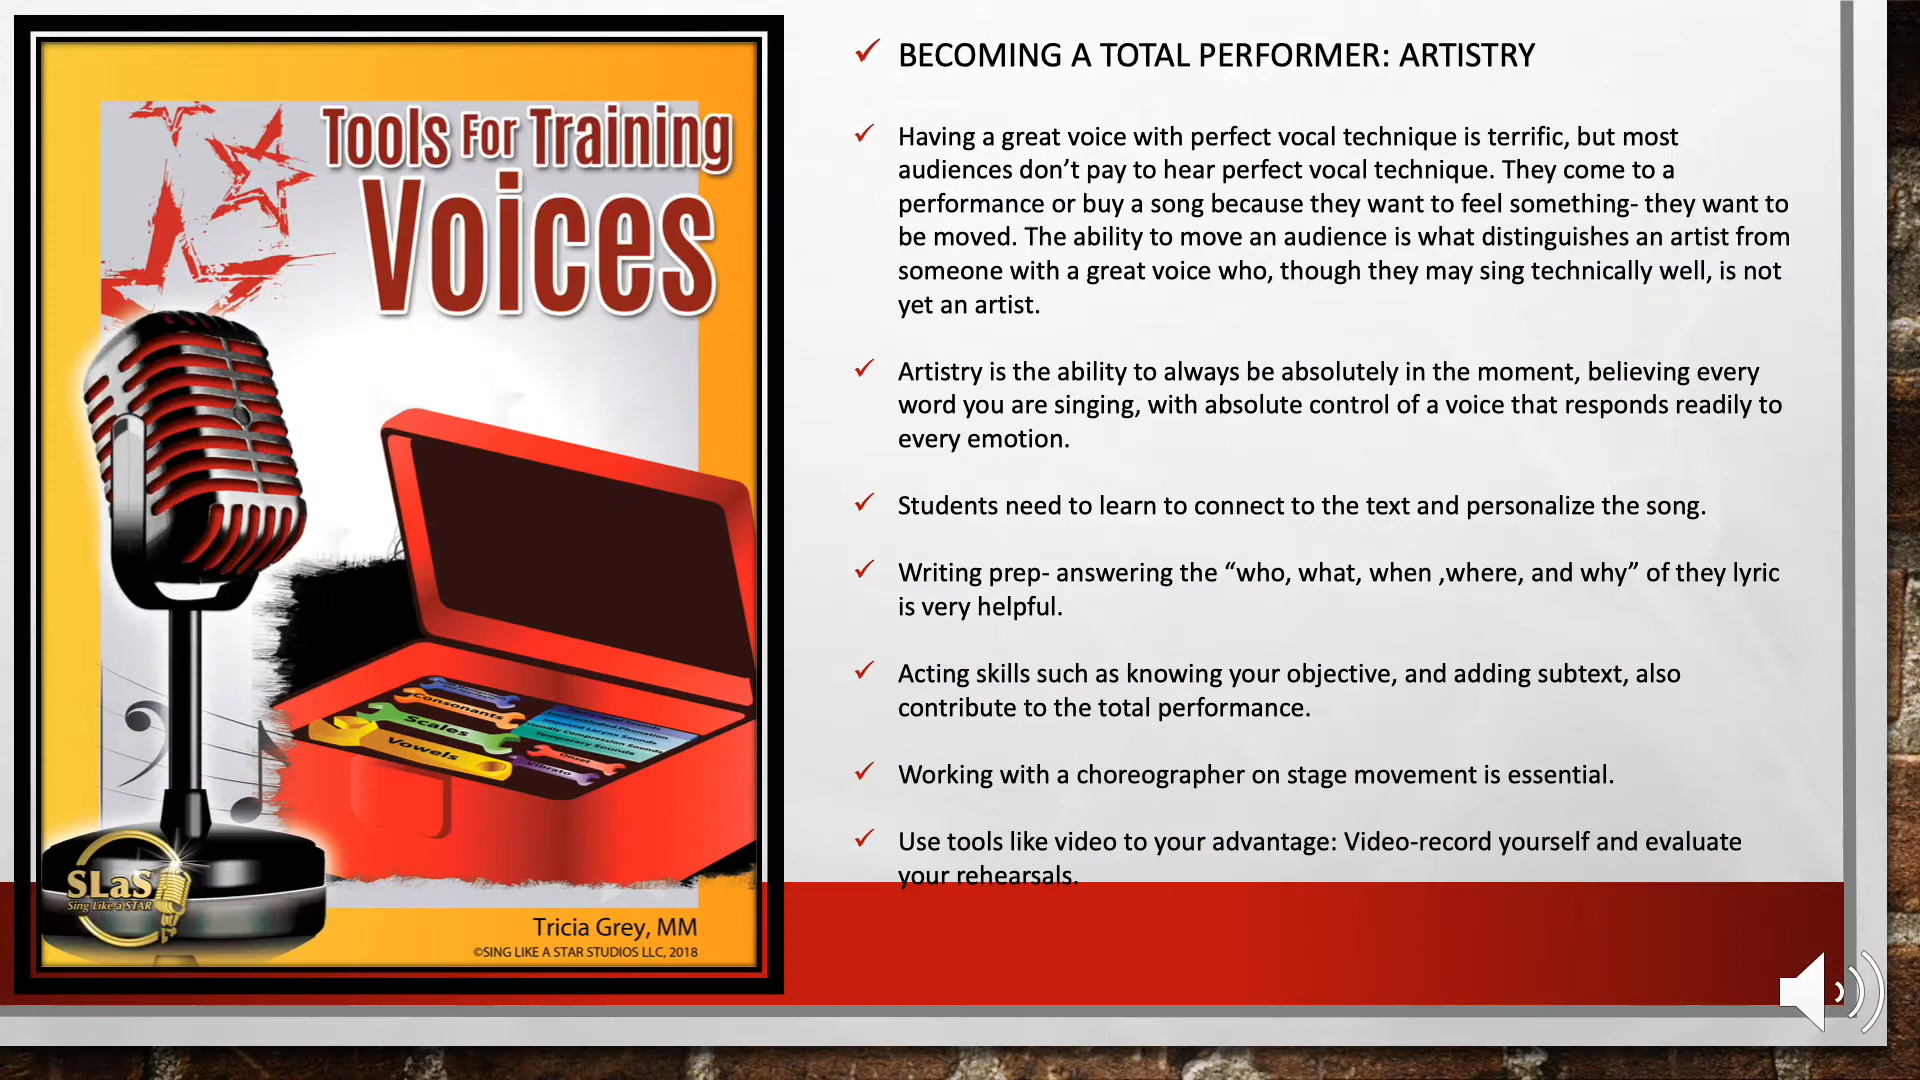 Tools For Training
Voices
Consonants
Scales
Vowels
Onset
Vibrato
Compression Sounds
Temporary Sounds
SLaS
Sing Like a STAR
Tricia Grey, MM
©SING LIKE A STAR STUDIOS LLC, 2018
BECOMING A TOTAL PERFORMER: ARTISTRY
Having a great voice with perfect vocal technique is terrific, but most
audiences don’t pay to hear perfect vocal technique. They come to a
performance or buy a song because they want to feel something- they want to
be moved. The ability to move an audience is what distinguishes an artist from
someone with a great voice who, though they may sing technically well, is not
yet an artist.
Artistry is the ability to always be absolutely in the moment, believing every
word you are singing, with absolute control of a voice that responds readily to
every emotion.
Students need to learn to connect to the text and personalize the song.
Writing prep- answering the “who, what, when ,where, and why” of they lyric
is very helpful.
Acting skills such as knowing your objective, and adding subtext, also
contribute to the total performance.
Working with a choreographer on stage movement is essential.
Use tools like video to your advantage: Video-record yourself and evaluate
your rehearsals.